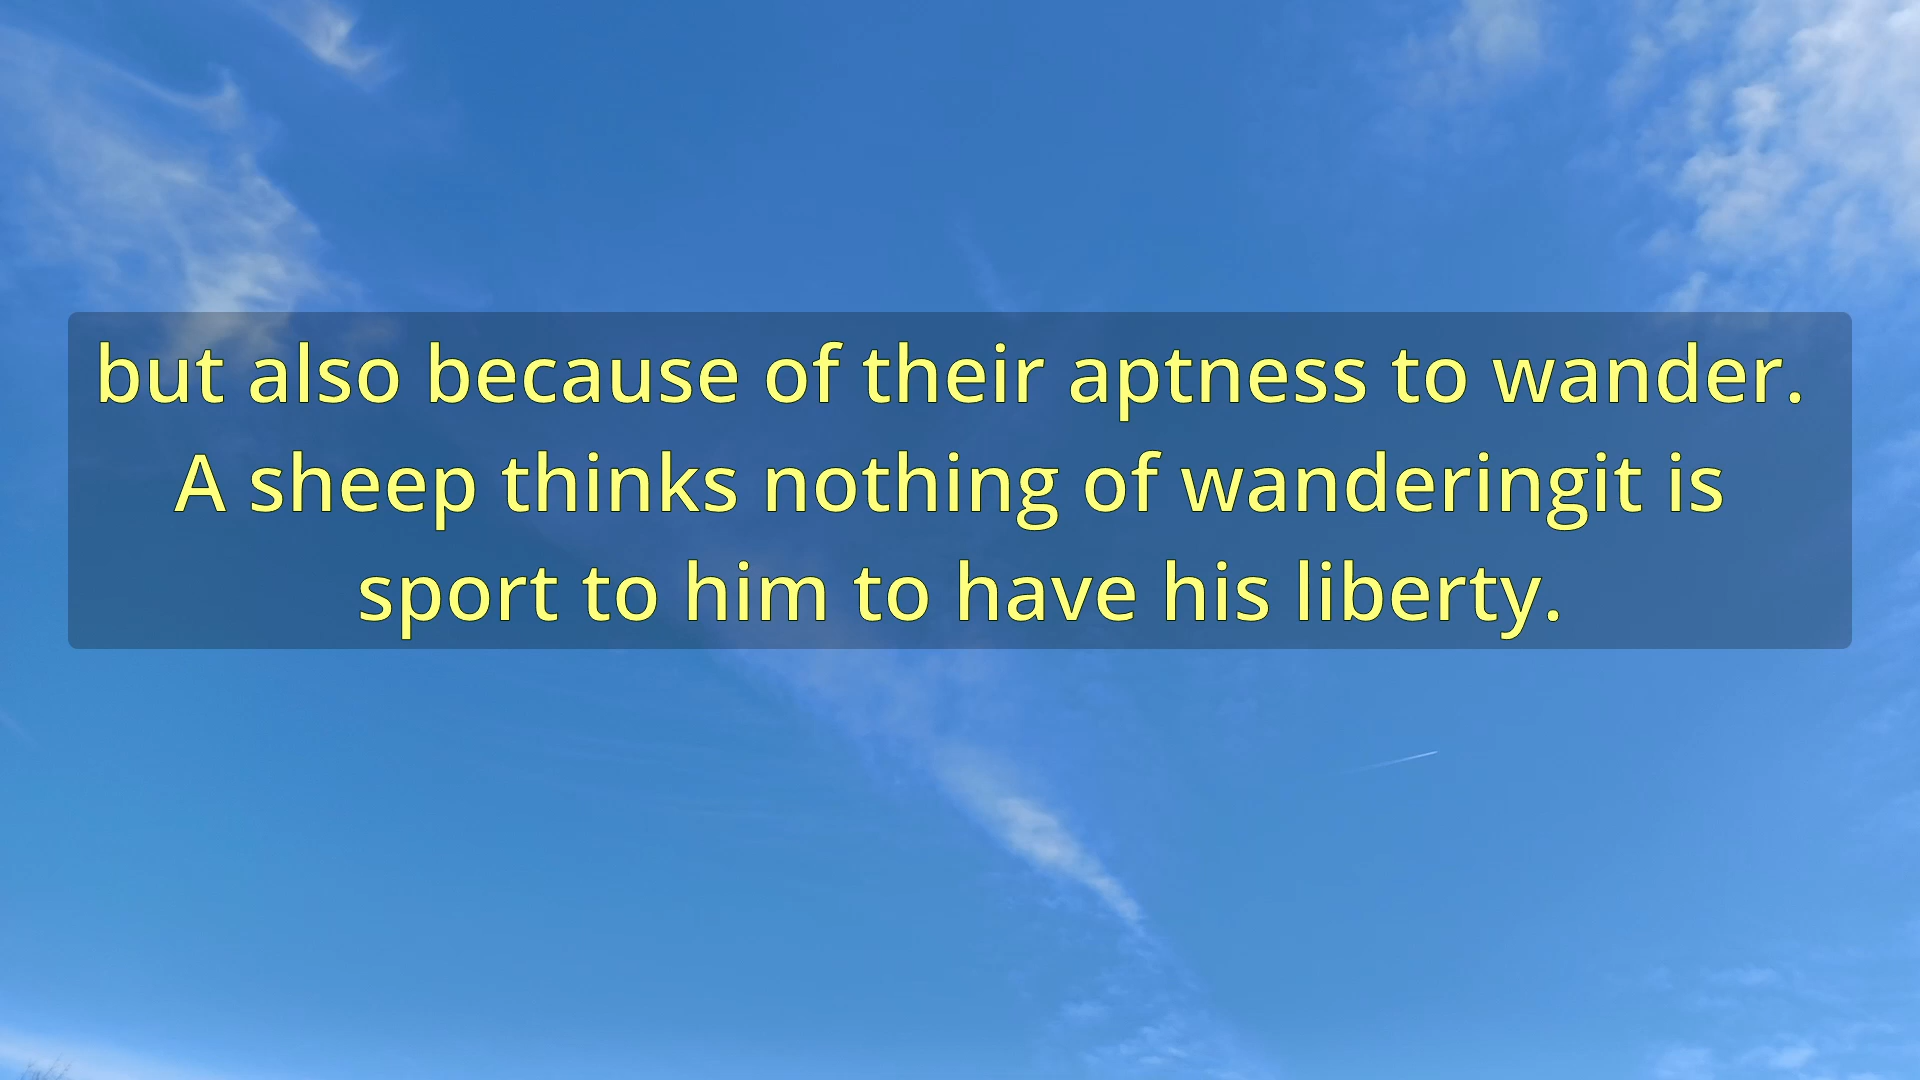 but also because of their aptness to wander.
A sheep thinks nothing of wanderingit is
sport to him to have his liberty.